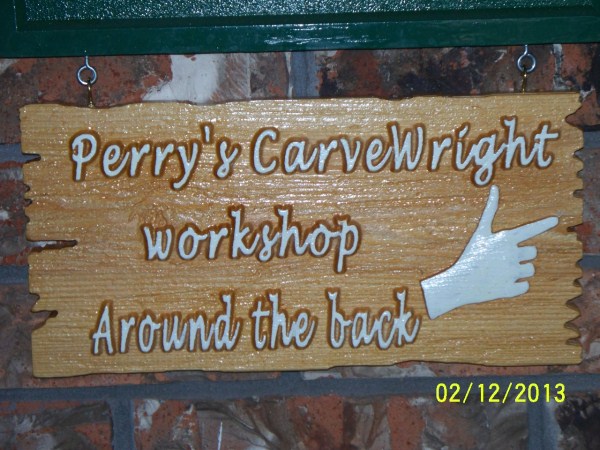 Perry's CarveWright
workshop
Around the back
02/12/2013